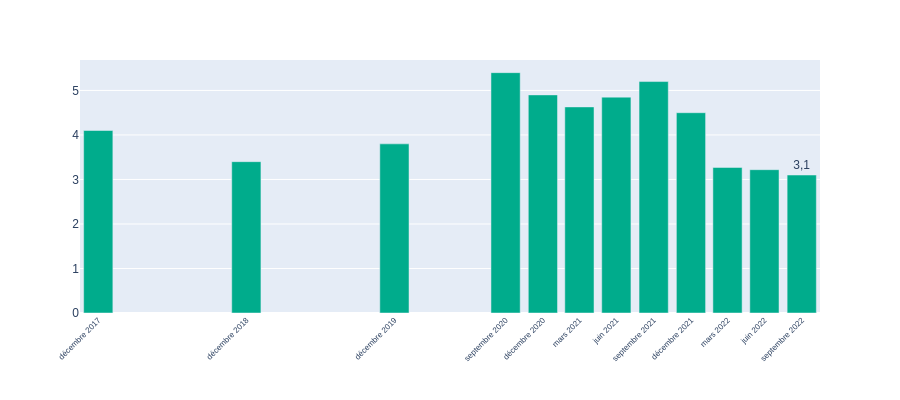 5
4
3
2
1
0
3,1
décembre 2017
décembre 2018
décembre 2019
septembre 2020
décembre 2020
mars 2021
juin 2021
septembre 2021
décembre 2021
mars 2022
juin 2022
septembre 2022